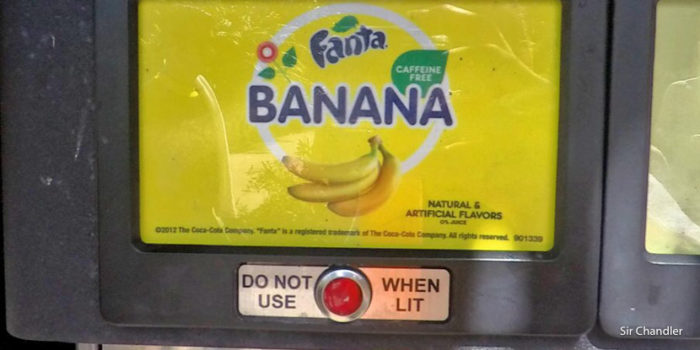 Fanta
CAFFEINE
FREE
BANANA
NATURAL &
ARTIFICIAL FLAVORS
0% JUICE
©2012 The Coca-Cola Company. "Fanta" is a registered trademark of The Coca-Cola Company. All rights reserved. 901339
DO NOT WHEN
USE LIT
Sir Chandler